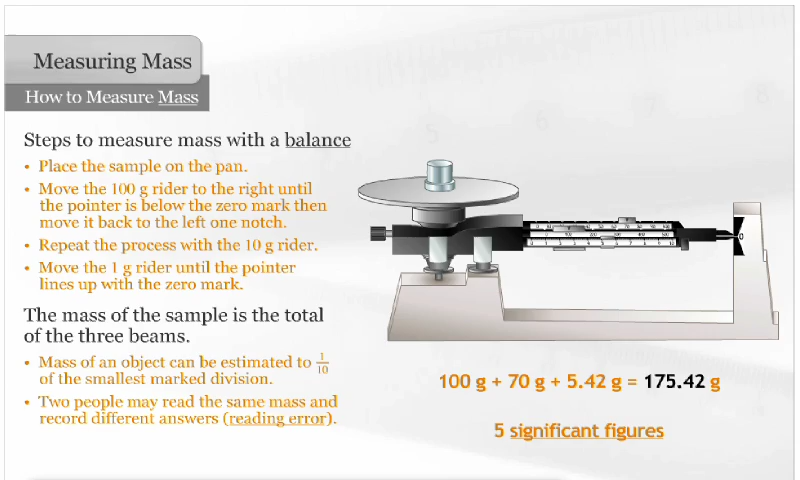 Measuring Mass
How to Measure Mass
Steps to measure mass with a balance
• Place the sample on the pan.
• Move the 100 g rider to the right until
the pointer is below the zero mark then
move it back to the left one notch.
• Repeat the process with the 10 g rider.
• Move the 1 g rider until the pointer
lines up with the zero mark.
The mass of the sample is the total
of the three beams.
• Mass of an object can be estimated to 1/10
of the smallest marked division.
• Two people may read the same mass and
record different answers (reading error).
100 g + 70 g + 5.42 g = 175.42 g
5 significant figures